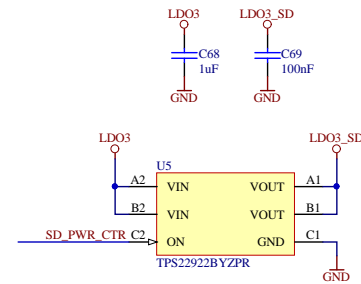 LDO3 LDO3_SD
C68 C69
1uF 100nF
GND GND
LDO3 LDO3_SD
U5
A2 VIN VOUT A1
B2 VIN VOUT B1
SD_PWR_CTR C2 ON GND C1
TPS22922BYZPR
GND